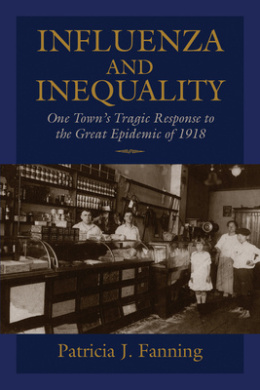 INFLUENZA
AND
INEQUALITY
One Town's Tragic Response to
the Great Epidemic of 1918
Patricia J. Fanning